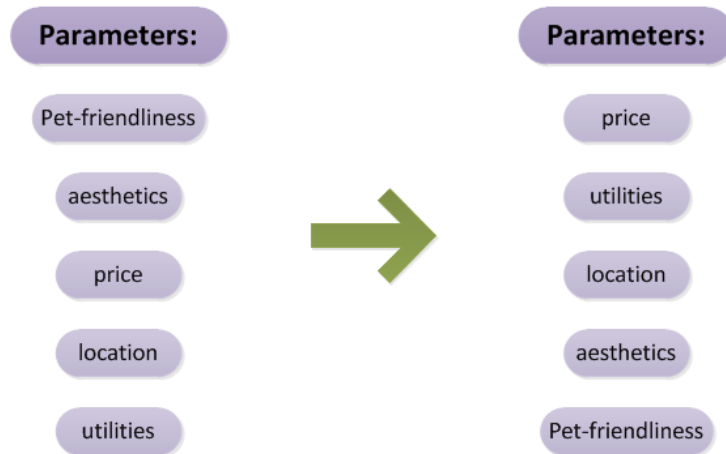 Parameters:
Pet-friendliness
aesthetics
price
location
utilities
Parameters:
price
utilities
location
aesthetics
Pet-friendliness